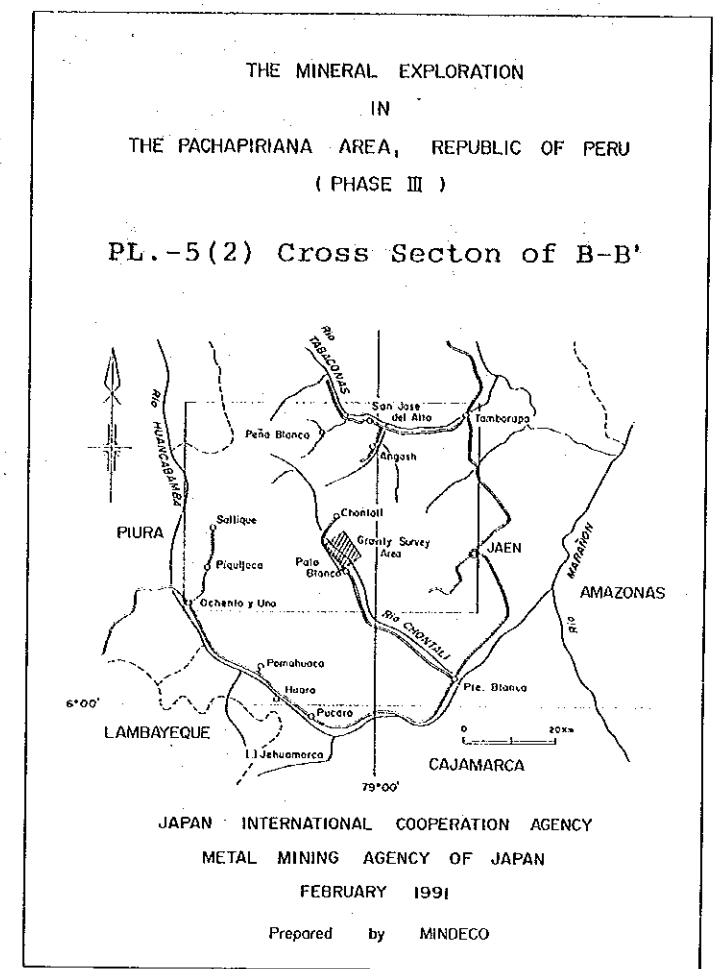 THE MINERAL EXPLORATION
IN
THE PACHAPIRIANA AREA, REPUBLIC OF PERU
( PHASE III )
PL.-5(2) Cross Secton of B-B'
Rio
TABACONAS
San Jose
del Alto
Tamborapa
Peña Blanca
Angash
Rio HUANCABAMBA
Chontali
PIURA
Sallique
Gravity Survey
Area
JAEN
Palo
Blanco
Piquijaca
MARAÑON
AMAZONAS
Ochenta y Uno
Rio CHONTALI
Rio
Pomahuaca
Pte. Blanco
6°00'
Huaro
Pucara
LAMBAYEQUE
0 20Km
Jehuamarca
CAJAMARCA
79°00'
JAPAN INTERNATIONAL COOPERATION AGENCY
METAL MINING AGENCY OF JAPAN
FEBRUARY 1991
Prepared by MINDECO